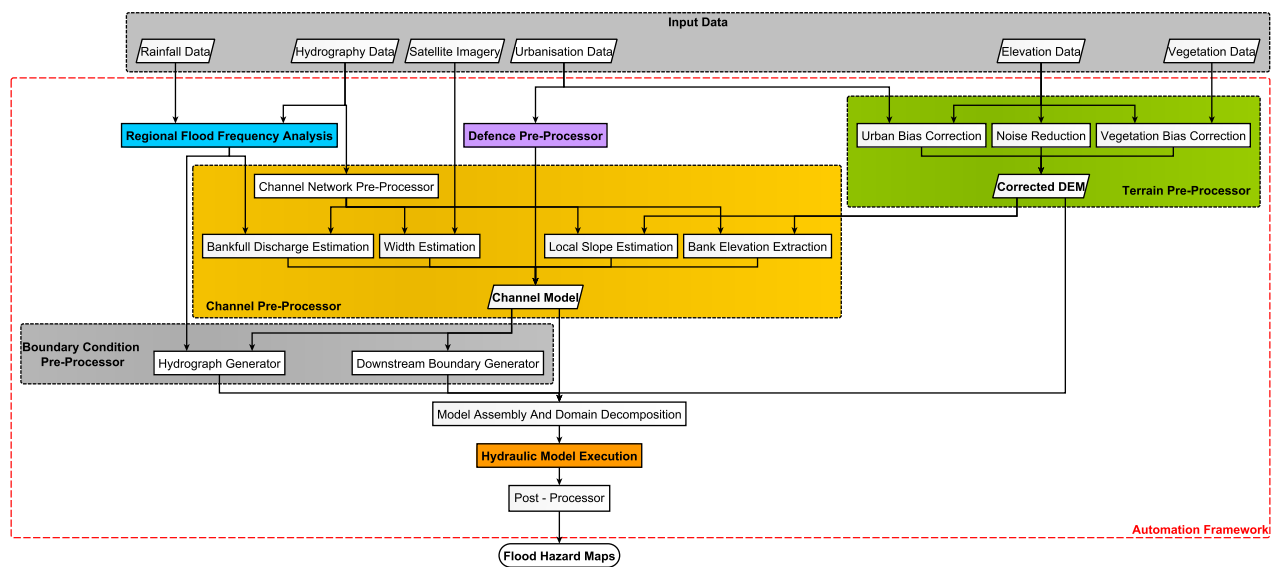 Input Data
Rainfall Data
Hydrography Data
Satellite Imagery
Urbanisation Data
Elevation Data
Vegetation Data
Regional Flood Frequency Analysis
Defence Pre-Processor
Urban Bias Correction
Noise Reduction
Vegetation Bias Correction
Channel Network Pre-Processor
Corrected DEM
Terrain Pre-Processor
Bankfull Discharge Estimation
Width Estimation
Local Slope Estimation
Bank Elevation Extraction
Channel Model
Channel Pre-Processor
Boundary Condition
Pre-Processor
Hydrograph Generator
Downstream Boundary Generator
Model Assembly And Domain Decomposition
Hydraulic Model Execution
Post - Processor
Automation Framework
Flood Hazard Maps